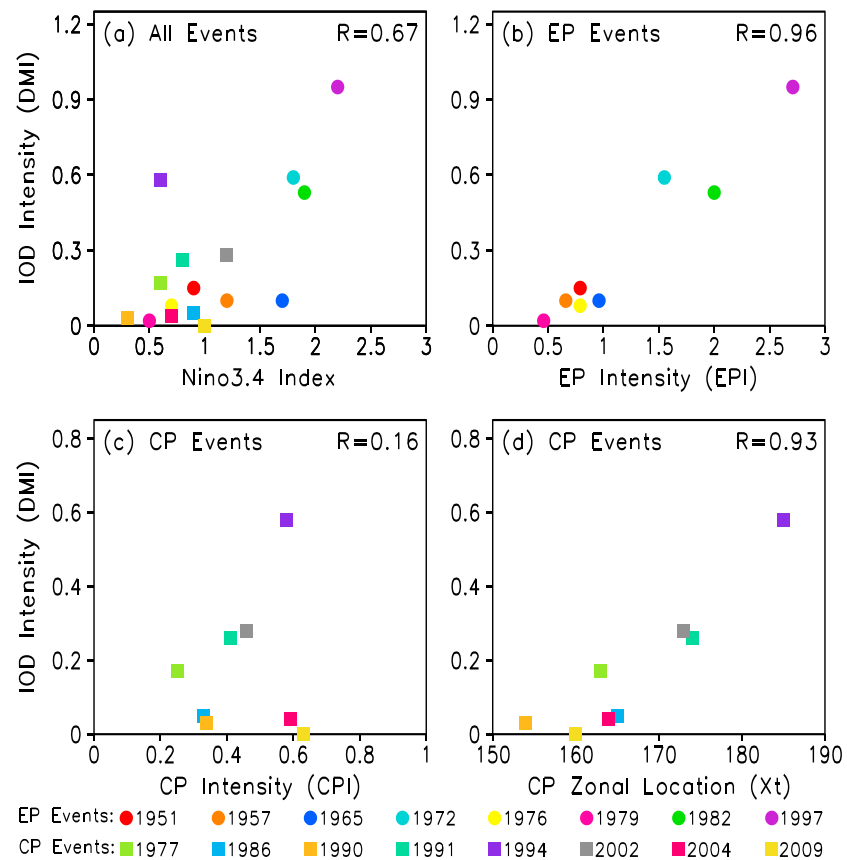 (a) All Events R=0.67
1.2
0.9
0.6
0.3
0
IOD Intensity (DMI)
0 0.5 1 1.5 2 2.5 3
Nino3.4 Index
(b) EP Events R=0.96
1.2
0.9
0.6
0.3
0
0 0.5 1 1.5 2 2.5 3
EP Intensity (EPI)
(c) CP Events R=0.16
0.8
0.6
0.4
0.2
0
IOD Intensity (DMI)
0 0.2 0.4 0.6 0.8 1
CP Intensity (CPI)
(d) CP Events R=0.93
0.8
0.6
0.4
0.2
0
150 160 170 180 190
CP Zonal Location (Xt)
EP Events: 1951 1957 1965 1972 1976 1979 1982 1997
CP Events: 1977 1986 1990 1991 1994 2002 2004 2009